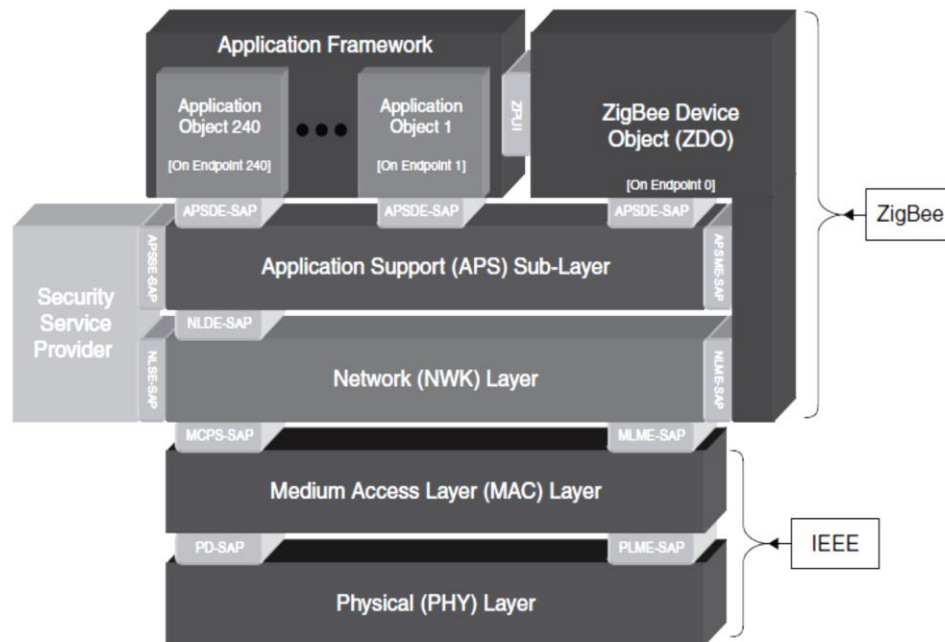 Application Framework
Application
Object 240
[On Endpoint 240]
Application
Object 1
[On Endpoint 1]
ZPUI
ZigBee Device
Object (ZDO)
[On Endpoint 0]
ZigBee
APSDE-SAP
APSDE-SAP
APSDE-SAP
Security
Service
Provider
APSSE-SAP
Application Support (APS) Sub-Layer
APSME-SAP
NLDE-SAP
NLSE-SAP
Network (NWK) Layer
NLME-SAP
MCPS-SAP
MLME-SAP
Medium Access Layer (MAC) Layer
PD-SAP
PLME-SAP
IEEE
Physical (PHY) Layer